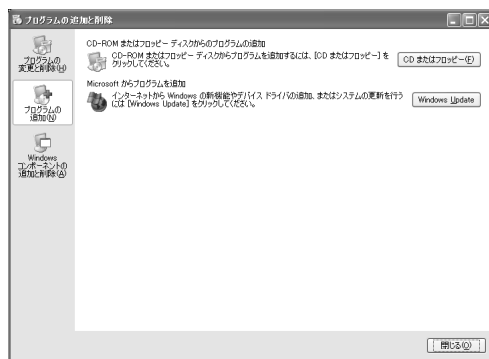 プログラムの追加と削除
プログラムの
変更と削除(H)
プログラムの
追加(N)
Windows
コンポーネントの
追加と削除(A)
CD-ROM またはフロッピー ディスクからのプログラムの追加
CD-ROM またはフロッピー ディスクからプログラムを追加するには、[CD またはフロッピー] を
クリックしてください。
CD またはフロッピー(F)
Microsoft からプログラムを追加
インターネットから Windows の新機能やデバイス ドライバの追加、またはシステムの更新を行う
には [Windows Update] をクリックしてください。
Windows Update
閉じる(O)